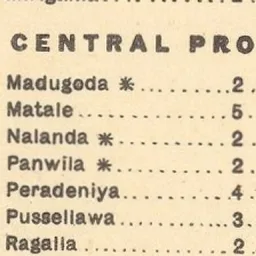 CENTRAL PRO
Madugoda * ......... 2
Matale ............... 5
Nalanda * ........... 2
Panwila * ........... 2
Peradeniya .......... 4
Pussellawa .......... 3
Ragalla .............. 2